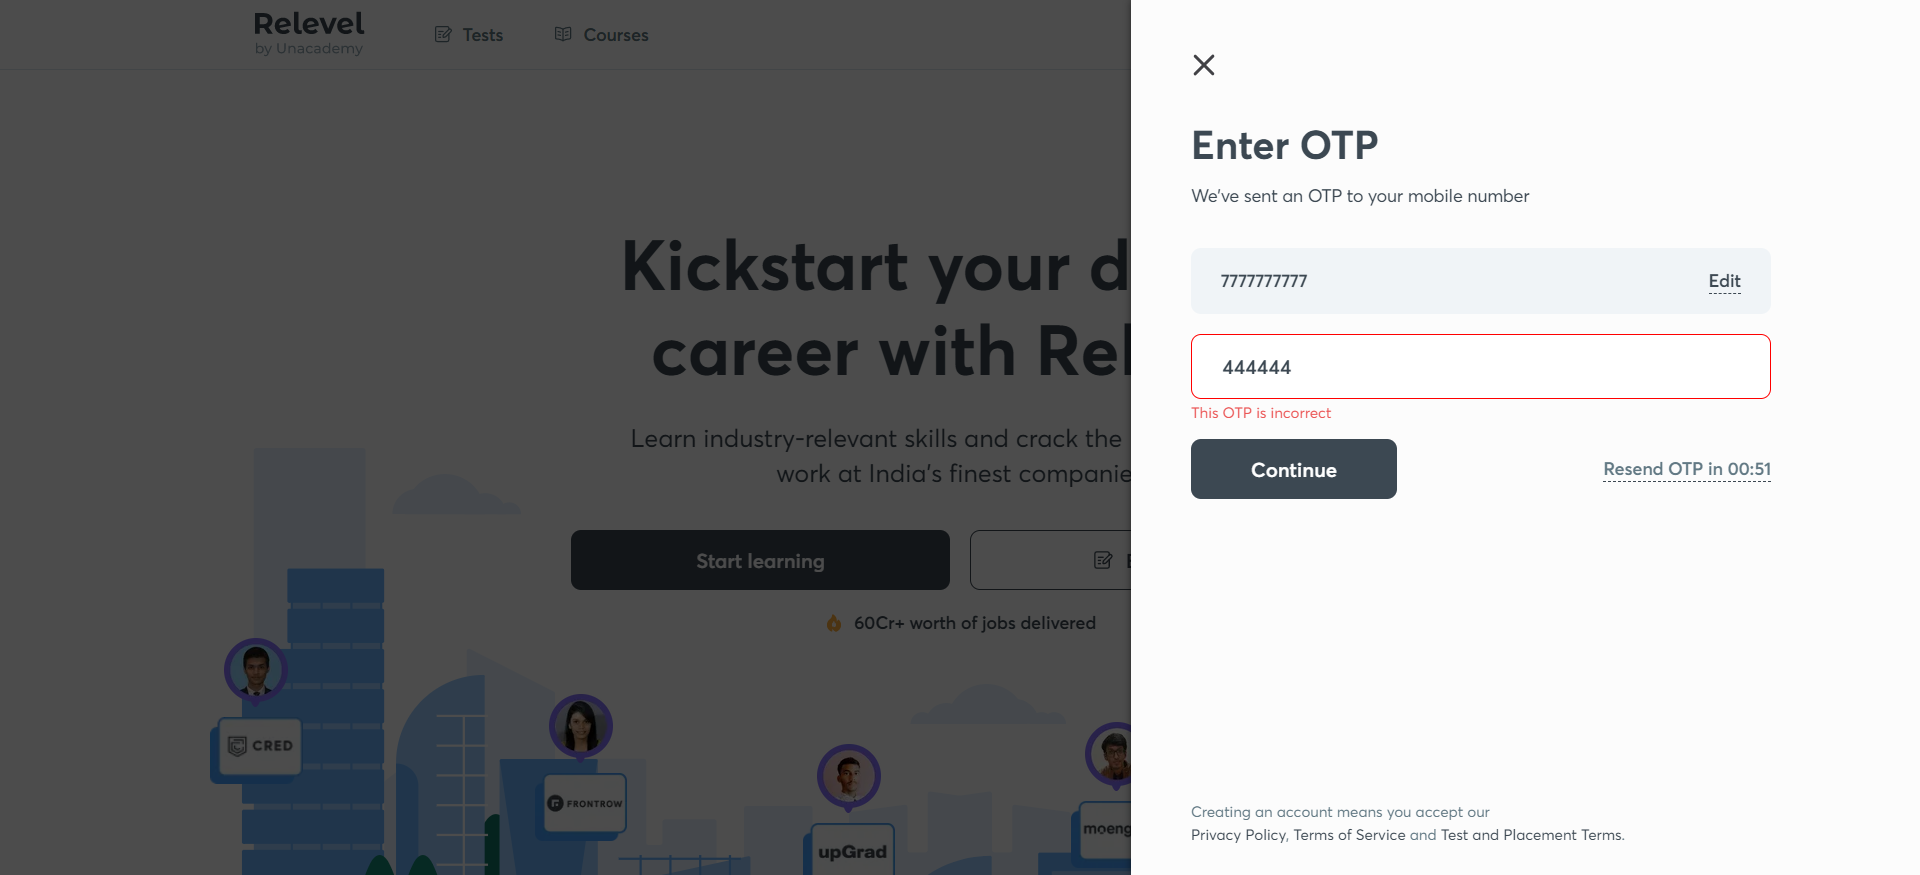 Relevel
by Unacademy
Tests
Courses
Kickstart your d
career with Rel
Learn industry-relevant skills and crack the
work at India's finest companie
Start learning
60Cr+ worth of jobs delivered
CRED
FRONTROW
upGrad
moeng
Enter OTP
We've sent an OTP to your mobile number
7777777777
Edit
444444
This OTP is incorrect
Continue
Resend OTP in 00:51
Creating an account means you accept our
Privacy Policy, Terms of Service and Test and Placement Terms.